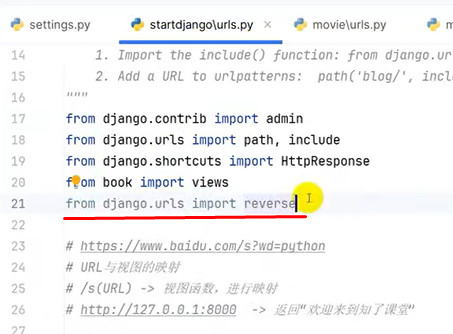 settings.py startdjango\urls.py × movie\urls.py
14 1. Import the include() function: from django.ur
15 2. Add a URL to urlpatterns: path('blog/', inclu
16 """
17 from django.contrib import admin
18 from django.urls import path, include
19 from django.shortcuts import HttpResponse
20 from book import views
21 from django.urls import reverse
22
23 # https://www.baidu.com/s?wd=python
24 # URL与视图的映射
25 # /s(URL) -> 视图函数,进行映射
26 # http://127.0.0.1:8000 -> 返回"欢迎来到知了课堂"